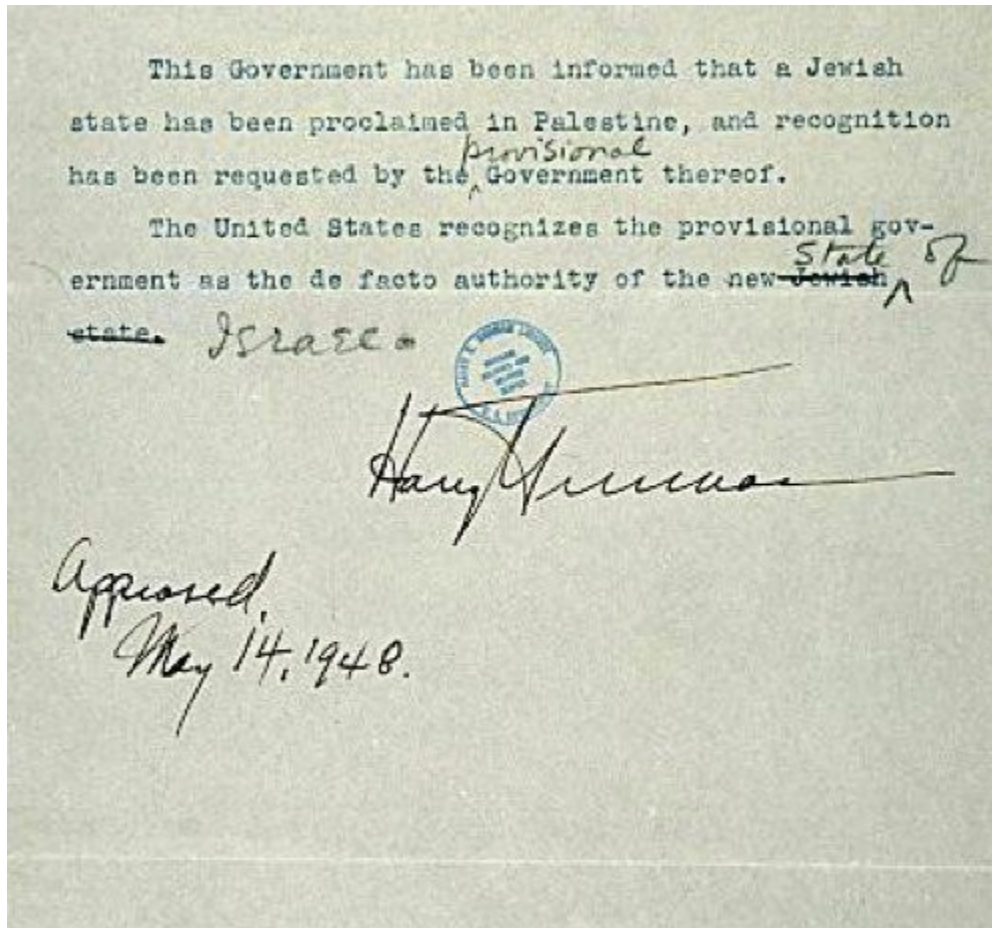 This Government has been informed that a Jewish
state has been proclaimed in Palestine, and recognition
provisional
has been requested by the ^ Government thereof.
The United States recognizes the provisional gov-
State of
ernment as the de facto authority of the new Jewish ^
state. Israel.
Harry Truman
Approved,
May 14, 1948.